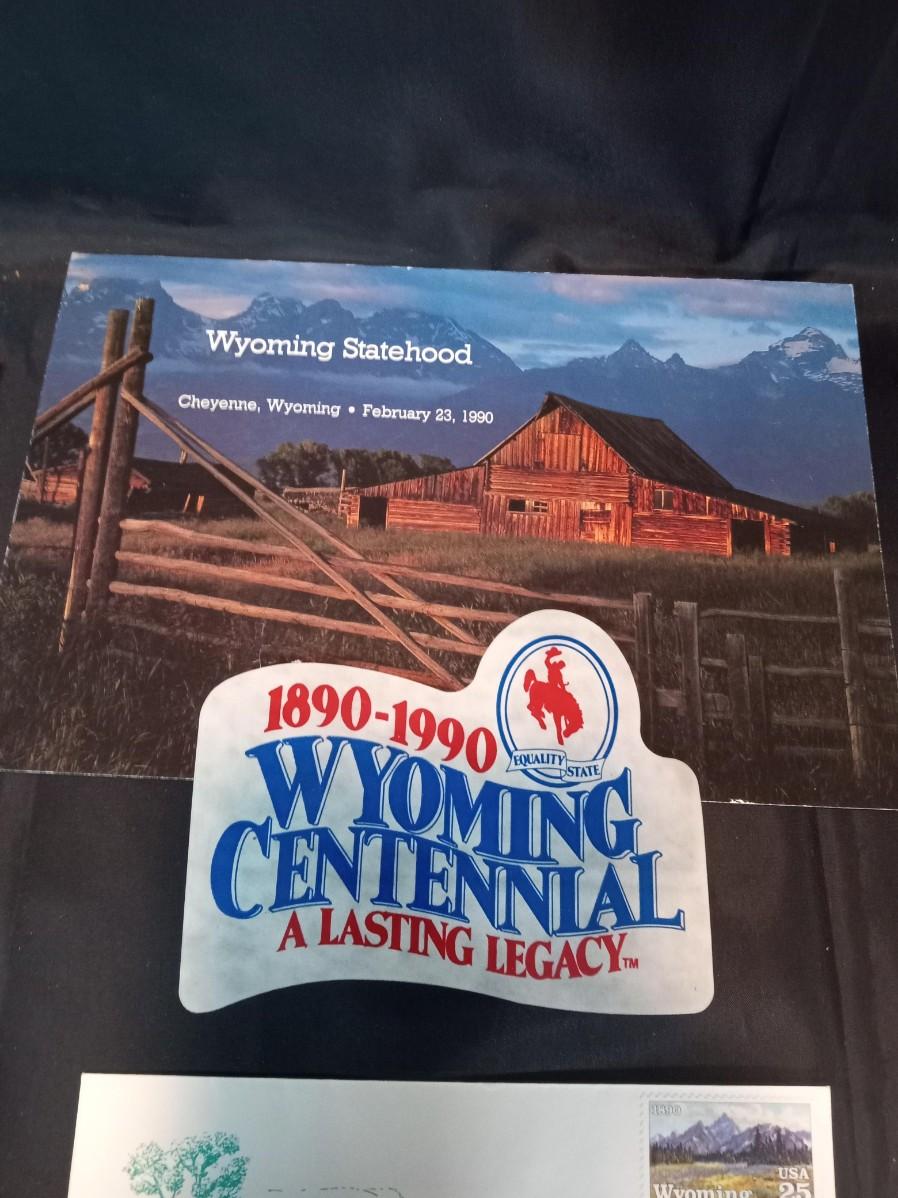 Wyoming Statehood
Cheyenne, Wyoming • February 23, 1990
1890-1990
EQUALITY STATE
WYOMING
CENTENNIAL
A LASTING LEGACY™
1890
USA
Wyoming 25